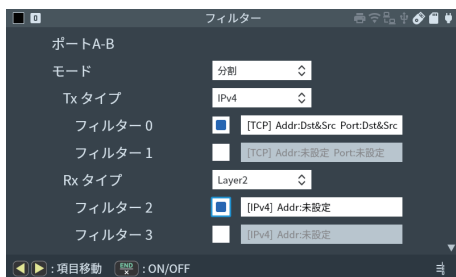 0 フィルター
ポートA-B
モード 分割
Tx タイプ IPv4
フィルター 0 [TCP] Addr:Dst&Src Port:Dst&Src
フィルター 1 [TCP] Addr:未設定 Port:未設定
Rx タイプ Layer2
フィルター 2 [IPv4] Addr:未設定
フィルター 3 [IPv4] Addr:未設定
:項目移動 END × : ON/OFF